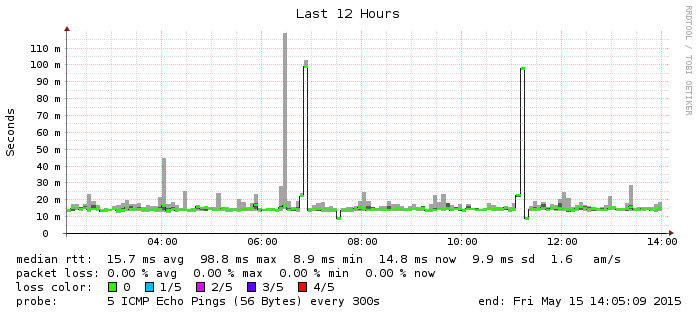 Last 12 Hours
RRDTOOL / TOBI OETIKER
Seconds
110 m
100 m
90 m
80 m
70 m
60 m
50 m
40 m
30 m
20 m
10 m
0
04:00 06:00 08:00 10:00 12:00 14:00
median rtt: 15.7 ms avg 98.8 ms max 8.9 ms min 14.8 ms now 9.9 ms sd 1.6 am/s
packet loss: 0.00 % avg 0.00 % max 0.00 % min 0.00 % now
loss color: 0 1/5 2/5 3/5 4/5
probe: 5 ICMP Echo Pings (56 Bytes) every 300s end: Fri May 15 14:05:09 2015